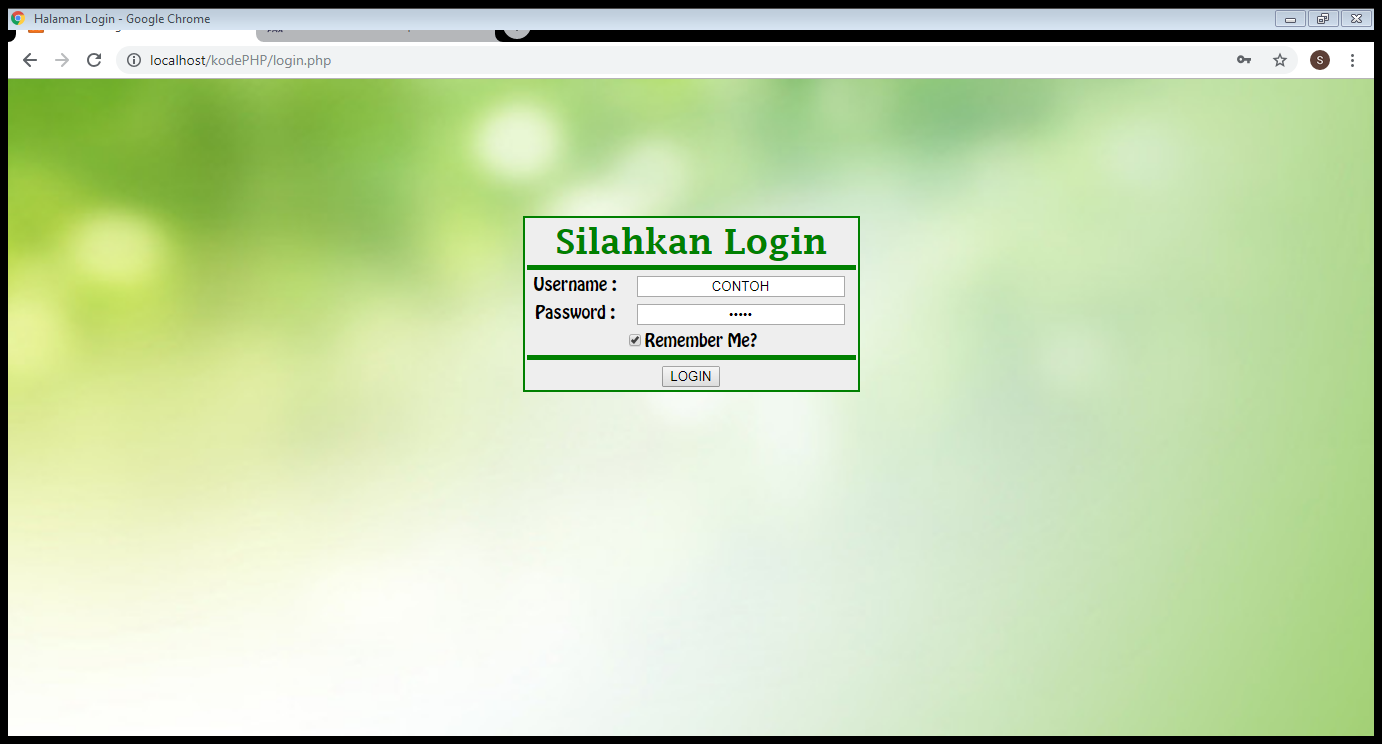 Halaman Login - Google Chrome
localhost/kodePHP/login.php
S
Silahkan Login
Username :
CONTOH
Password :
•••••
Remember Me?
LOGIN